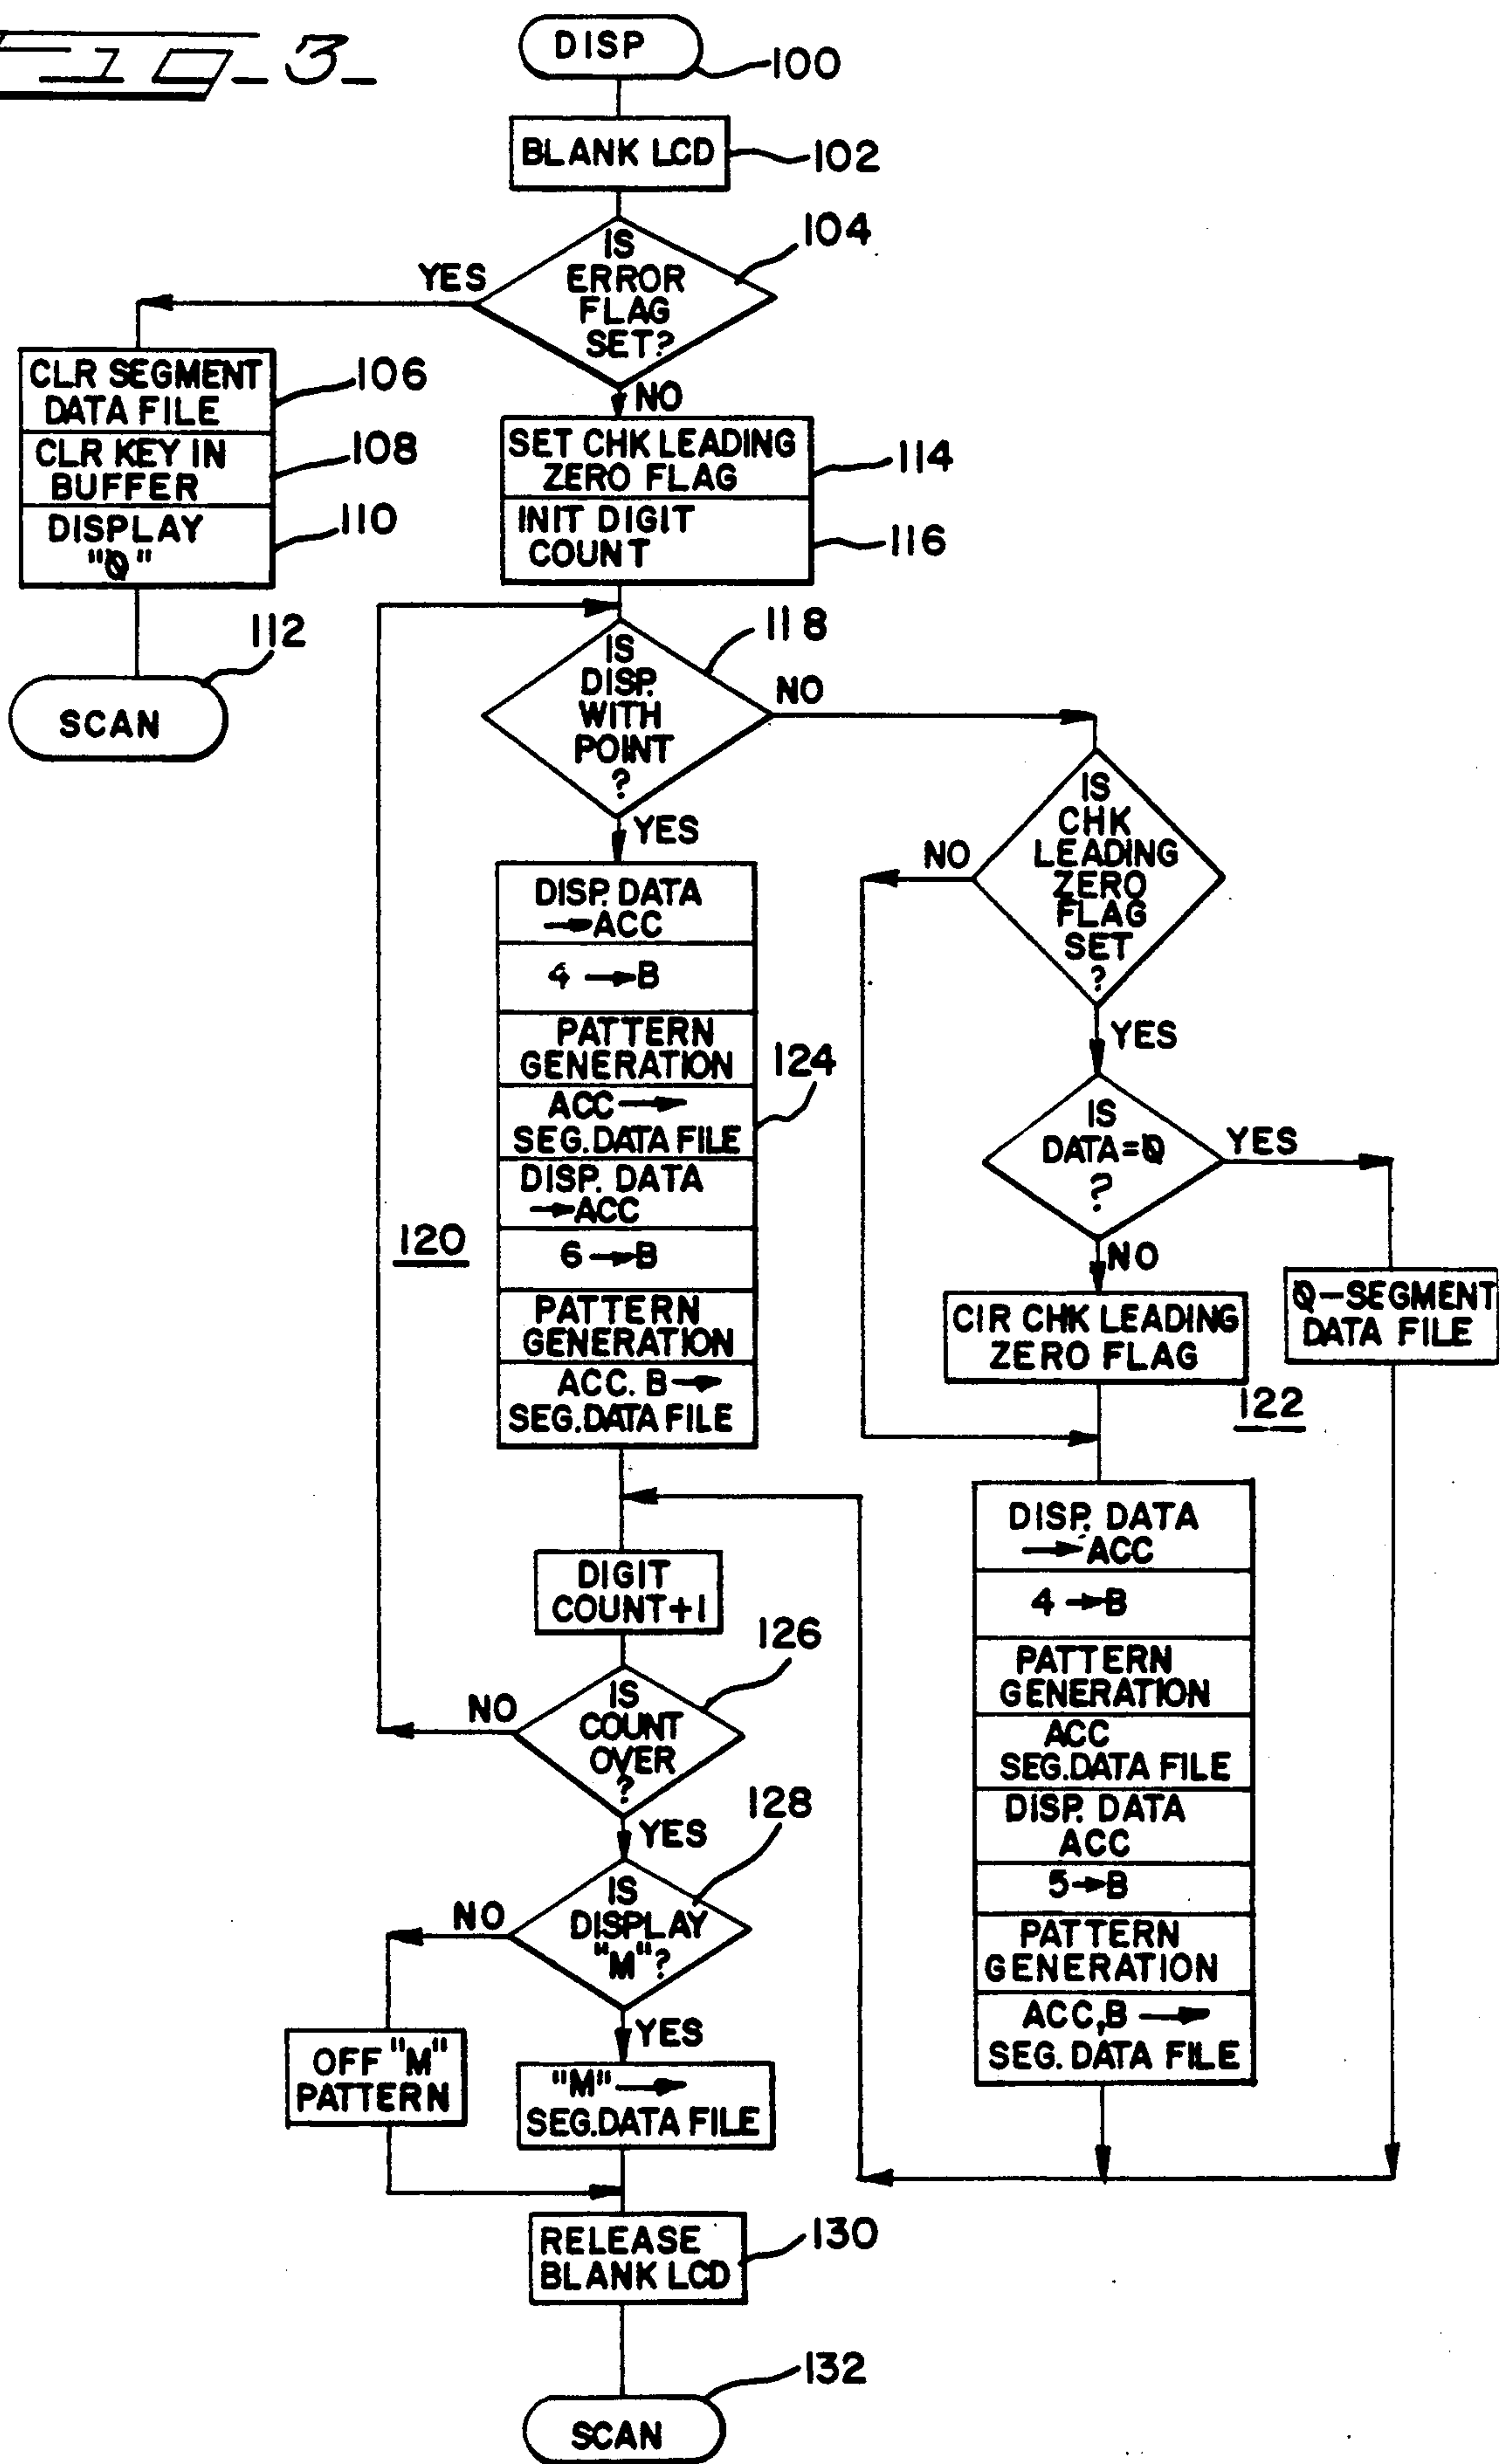 FIG_3_
DISP
100
BLANK LCD
102
IS
ERROR
FLAG
SET?
104
YES
NO
CLR SEGMENT
DATA FILE
106
CLR KEY IN
BUFFER
108
DISPLAY
"0"
110
112
SCAN
SET CHK LEADING
ZERO FLAG
114
INIT DIGIT
COUNT
116
118
IS
DISP.
WITH
POINT
?
NO
YES
IS
CHK
LEADING
ZERO
FLAG
SET
?
NO
YES
DISP. DATA
→ACC
4→B
PATTERN
GENERATION
124
ACC→
SEG.DATA FILE
DISP. DATA
→ACC
120
6→B
PATTERN
GENERATION
ACC. B→
SEG.DATA FILE
IS
DATA=0
?
YES
NO
CIR CHK LEADING
ZERO FLAG
0-SEGMENT
DATA FILE
122
DISP. DATA
→ACC
4→B
PATTERN
GENERATION
ACC
SEG.DATA FILE
DISP. DATA
ACC
5→B
PATTERN
GENERATION
ACC,B→
SEG. DATA FILE
DIGIT
COUNT+1
126
IS
COUNT
OVER
?
NO
YES
128
IS
DISPLAY
"M"?
NO
YES
OFF "M"
PATTERN
"M"→
SEG.DATA FILE
RELEASE
BLANK LCD
130
132
SCAN